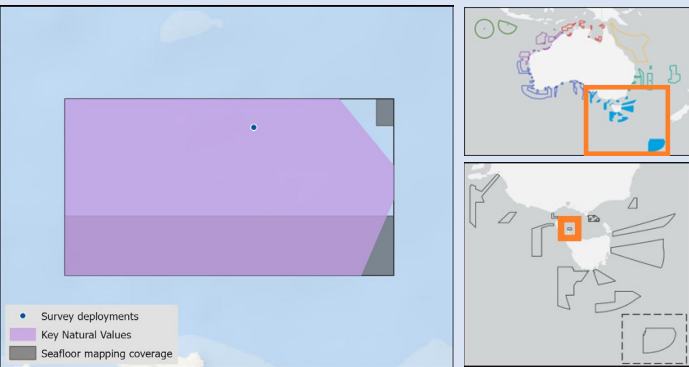 Survey deployments
Key Natural Values
Seafloor mapping coverage